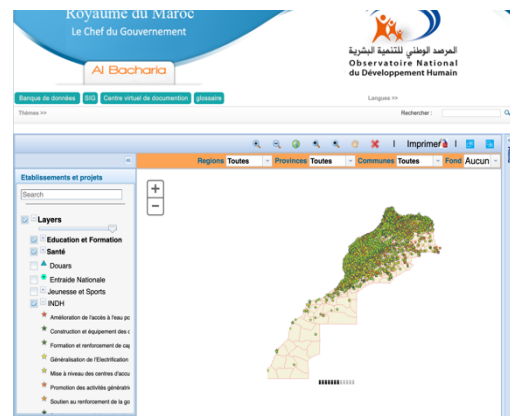 Royaume du Maroc
Le Chef du Gouvernement
Al Bacharia
المرصد الوطني للتنمية البشرية
Observatoire National
du Développement Humain
Banque de données
SIG
Centre virtuel de documention
glossaire
Langues >>
Thèmes >>
Rechercher :
Imprimer
Regions Toutes Provinces Toutes Communes Toutes Fond Aucun
Etablissements et projets
Search
Layers
Education et Formation
Santé
Douars
Entraide Nationale
Jeunesse et Sports
INDH
Amélioration de l'accès à l'eau po
Construction et équipement des c
Formation et renforcement de cap
Généralisation de l'Electrification
Mise à niveau des centres d'accu
Promotion des activités génératri
Soutien au renforcement de la go